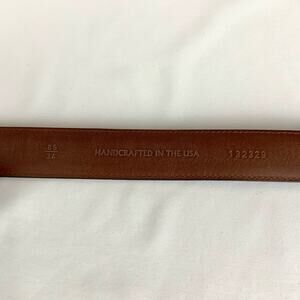 85
34
HANDCRAFTED IN THE USA
132329